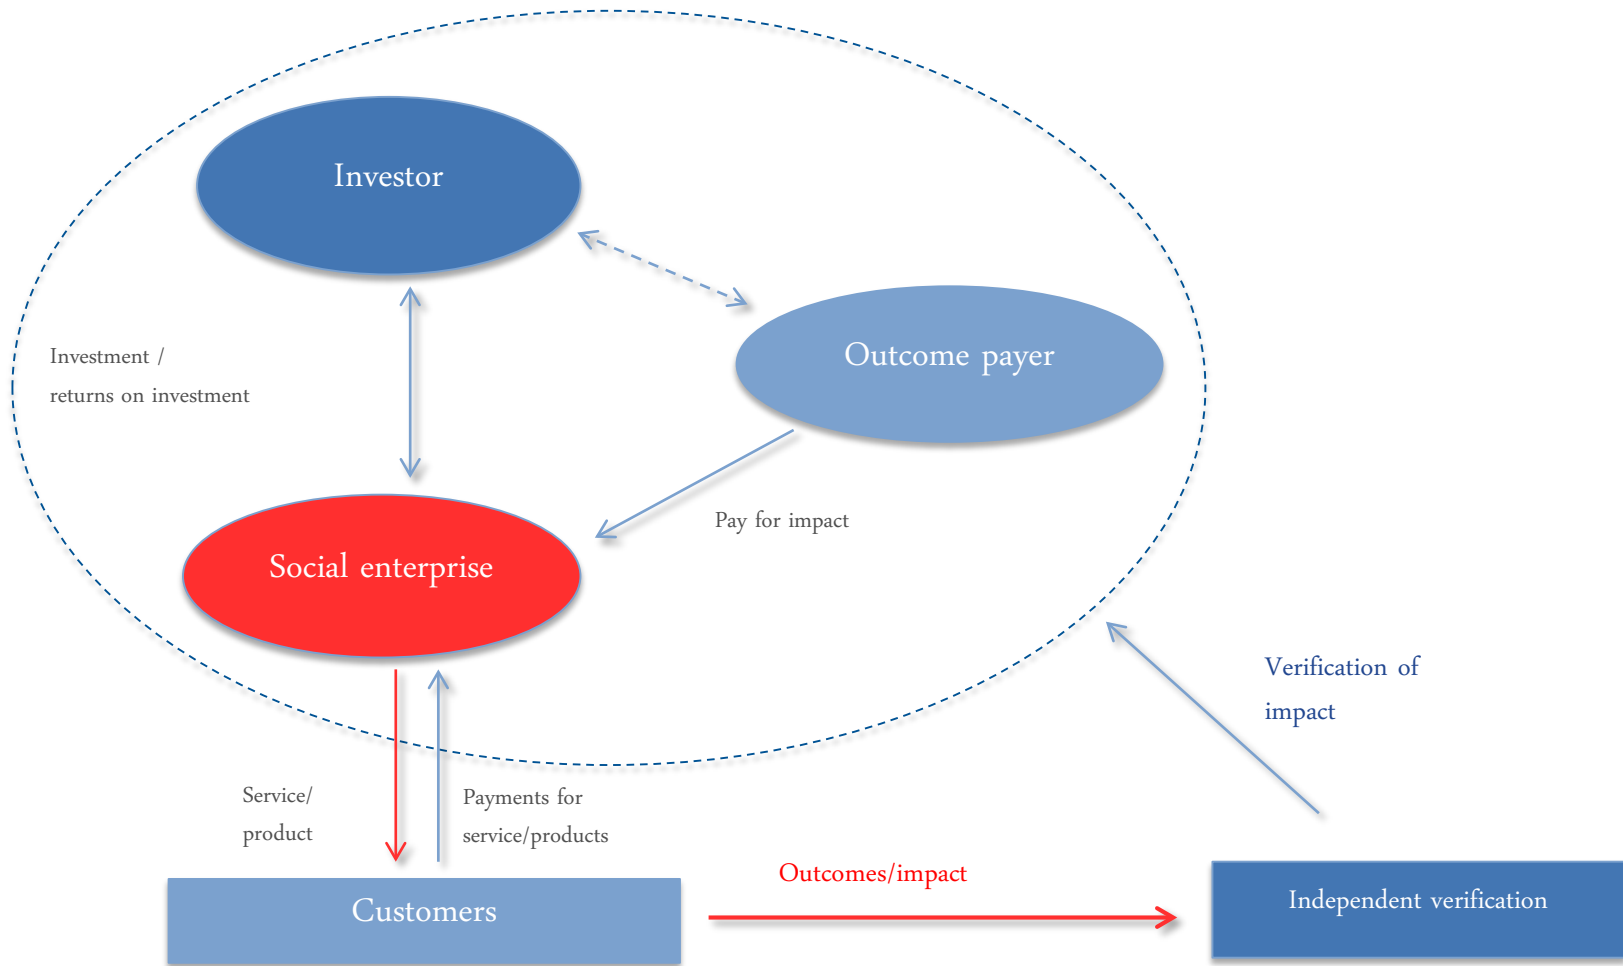 Investor
Outcome payer
Investment /
returns on investment
Pay for impact
Social enterprise
Verification of
impact
Service/
product
Payments for
service/products
Outcomes/impact
Customers
Independent verification